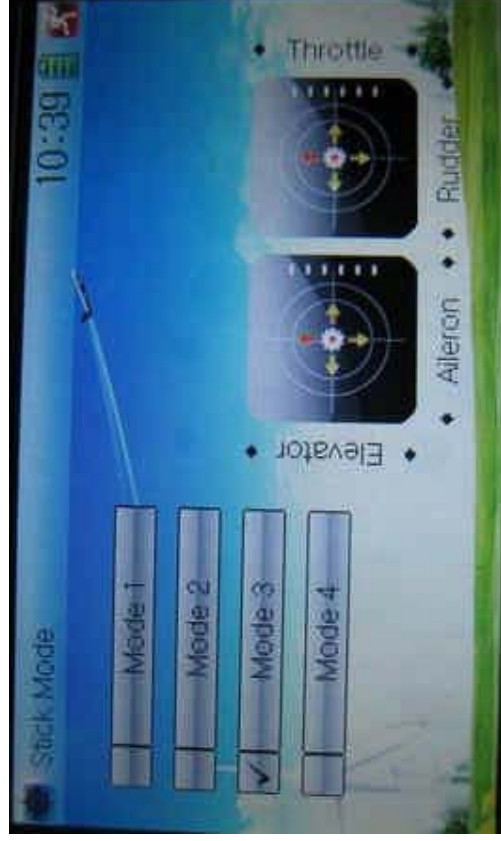 Stick Mode 10:39
Mode 1
Mode 2
Mode 3
Mode 4
Elevator
Throttle
Aileron
Rudder